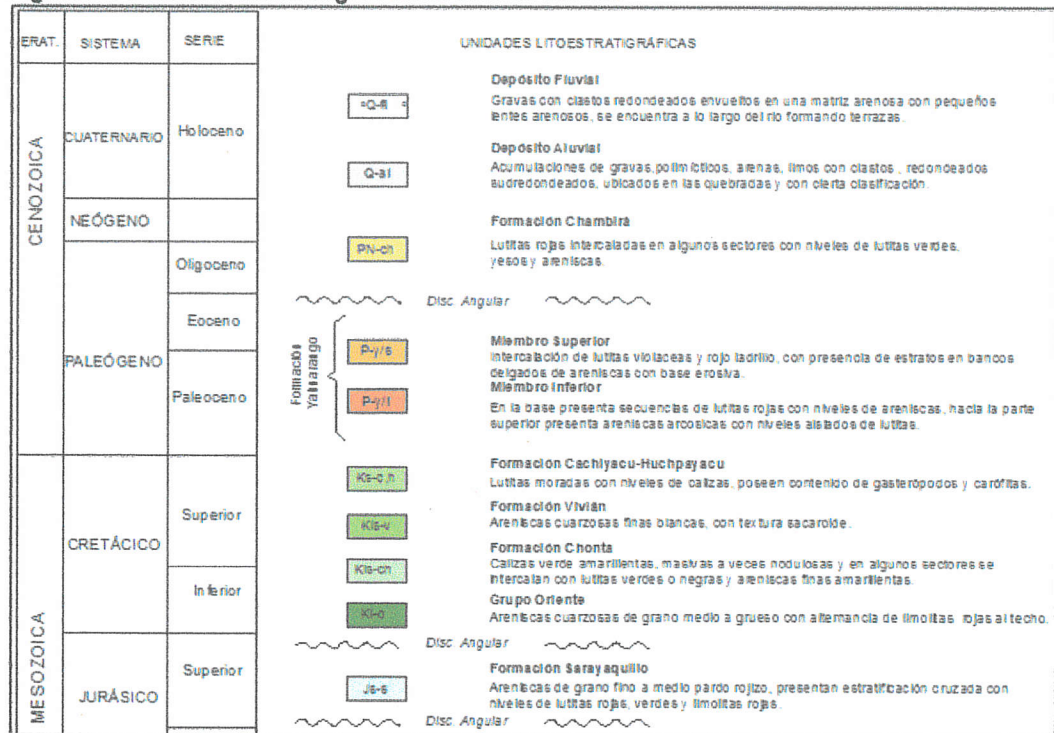 ERAT. SISTEMA SERIE UNIDADES LITOESTRATIGRÁFICAS
CENOZOICA
CUATERNARIO
Holoceno
Q-fl
Depósito Fluvial
Gravas con clastos redondeados envueltos en una matriz arenosa con pequeños
lentes arenosos, se encuentra a lo largo del río formando terrazas.
Q-al
Depósito Aluvial
Acumulaciones de gravas,polimícticos, arenas, limos con clastos , redondeados
sudredondeados, ubicados en las quebradas y con cierta clasificación.
NEÓGENO
PN-ch
Formación Chambirá
Lutitas rojas intercaladas en algunos sectores con niveles de lutitas verdes,
yesos y areniscas.
PALEÓGENO
Oligoceno
Disc. Angular
Eoceno
Paleoceno
Formación
Yahuarango
P-y/s
Miembro Superior
Intercalación de lutitas violaceas y rojo ladrillo, con presencia de estratos en bancos
delgados de areniscas con base erosiva.
P-y/i
Miembro Inferior
En la base presenta secuencias de lutitas rojas con niveles de areniscas, hacia la parte
superior presenta areniscas arcosicas con niveles aislados de lutitas.
MESOZOICA
CRETÁCICO
Superior
Ks-c,h
Formación Cachiyacu-Huchpayacu
Lutitas moradas con niveles de calizas, poseen contenido de gasterópodos y carófitas.
Kis-v
Formación Vivián
Areniscas cuarzosas finas blancas, con textura sacaroide.
Inferior
Kis-ch
Formación Chonta
Calizas verde amarillentas, masivas a veces nodulosas y en algunos sectores se
intercalan con lutitas verdes o negras y areniscas finas amarillentas.
Ki-o
Grupo Oriente
Areniscas cuarzosas de grano medio a grueso con alternancia de limolitas rojas al techo.
Disc. Angular
JURÁSICO
Superior
Js-s
Formación Sarayaquillo
Areniscas de grano fino a medio pardo rojizo, presentan estratificación cruzada con
niveles de lutitas rojas, verdes y limolitas rojas.
Disc. Angular